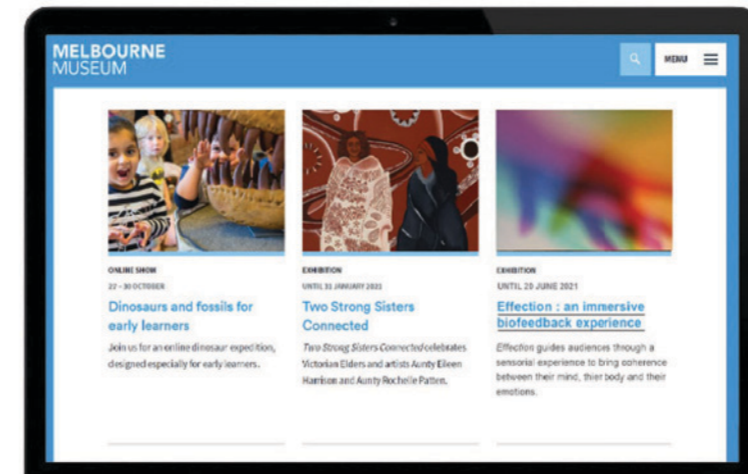 MELBOURNE
MUSEUM
MENU
ONLINE SHOW
22 – 30 OCTOBER
Dinosaurs and fossils for
early learners
Join us for an online dinosaur expedition,
designed especially for early learners.
EXHIBITION
UNTIL 31 JANUARY 2021
Two Strong Sisters
Connected
Two Strong Sisters Connected celebrates
Victorian Elders and artists Aunty Eileen
Harrison and Aunty Rochelle Patten.
EXHIBITION
UNTIL 20 JUNE 2021
Effection : an immersive
biofeedback experience
Effection guides audiences through a
sensorial experience to bring coherence
between their mind, thier body and their
emotions.